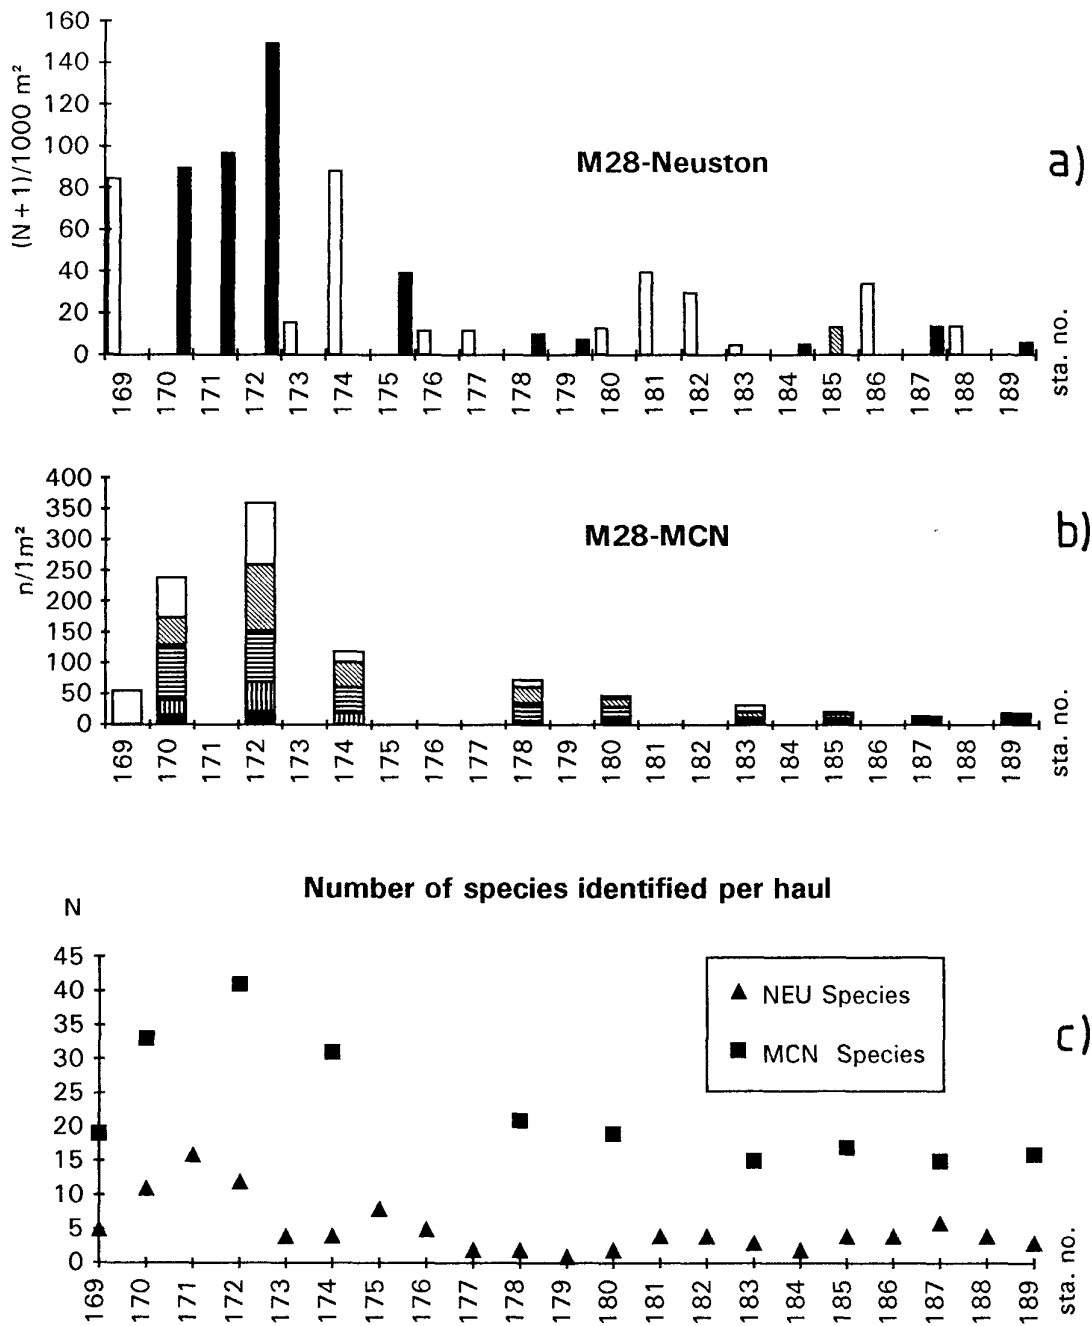 160
140
120
100
80
60
40
20
0
(N + 1)/1000 m²
M28-Neuston
a)
169 170 171 172 173 174 175 176 177 178 179 180 181 182 183 184 185 186 187 188 189 sta. no.
400
350
300
250
200
150
100
50
0
n/1m²
M28-MCN
b)
169 170 171 172 173 174 175 176 177 178 179 180 181 182 183 184 185 186 187 188 189 sta. no.
Number of species identified per haul
N
45
40
35
30
25
20
15
10
5
0
NEU Species
MCN Species
c)
169 170 171 172 173 174 175 176 177 178 179 180 181 182 183 184 185 186 187 188 189 sta. no.